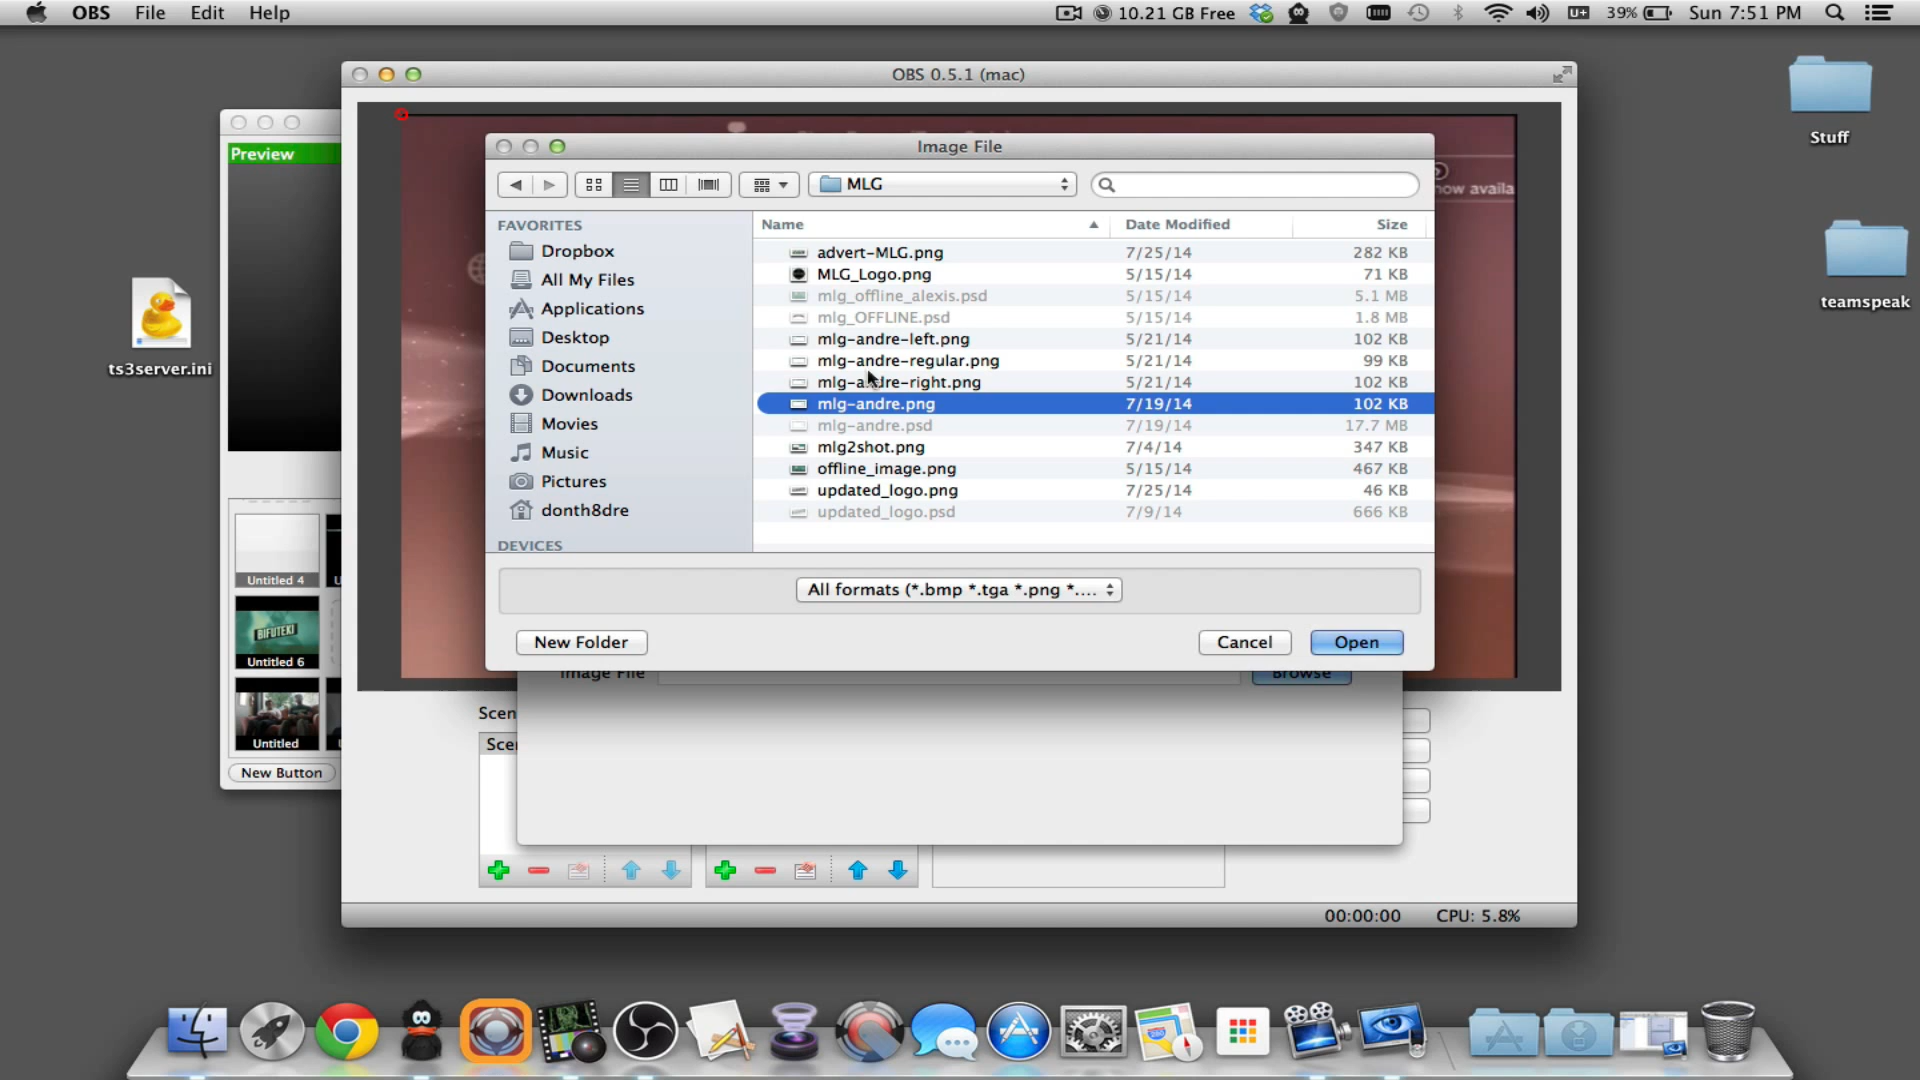 OBS File Edit Help
10.21 GB Free 39% Sun 7:51 PM
OBS 0.5.1 (mac)
Stuff
teamspeak
ts3server.ini
Preview
now availa
Image File
MLG
FAVORITES
Dropbox
All My Files
Applications
Desktop
Documents
Downloads
Movies
Music
Pictures
donth8dre
DEVICES
Name Date Modified Size
advert-MLG.png 7/25/14 282 KB
MLG_Logo.png 5/15/14 71 KB
mlg_offline_alexis.psd 5/15/14 5.1 MB
mlg_OFFLINE.psd 5/15/14 1.8 MB
mlg-andre-left.png 5/21/14 102 KB
mlg-andre-regular.png 5/21/14 99 KB
mlg-andre-right.png 5/21/14 102 KB
mlg-andre.png 7/19/14 102 KB
mlg-andre.psd 7/19/14 17.7 MB
mlg2shot.png 7/4/14 347 KB
offline_image.png 5/15/14 467 KB
updated_logo.png 7/25/14 46 KB
updated_logo.psd 7/9/14 666 KB
All formats (*.bmp *.tga *.png *....
New Folder Cancel Open
Image File Browse
Untitled 4 U
BIFUTEKI
Untitled 6
Untitled
New Button
Scen
Scen
00:00:00 CPU: 5.8%